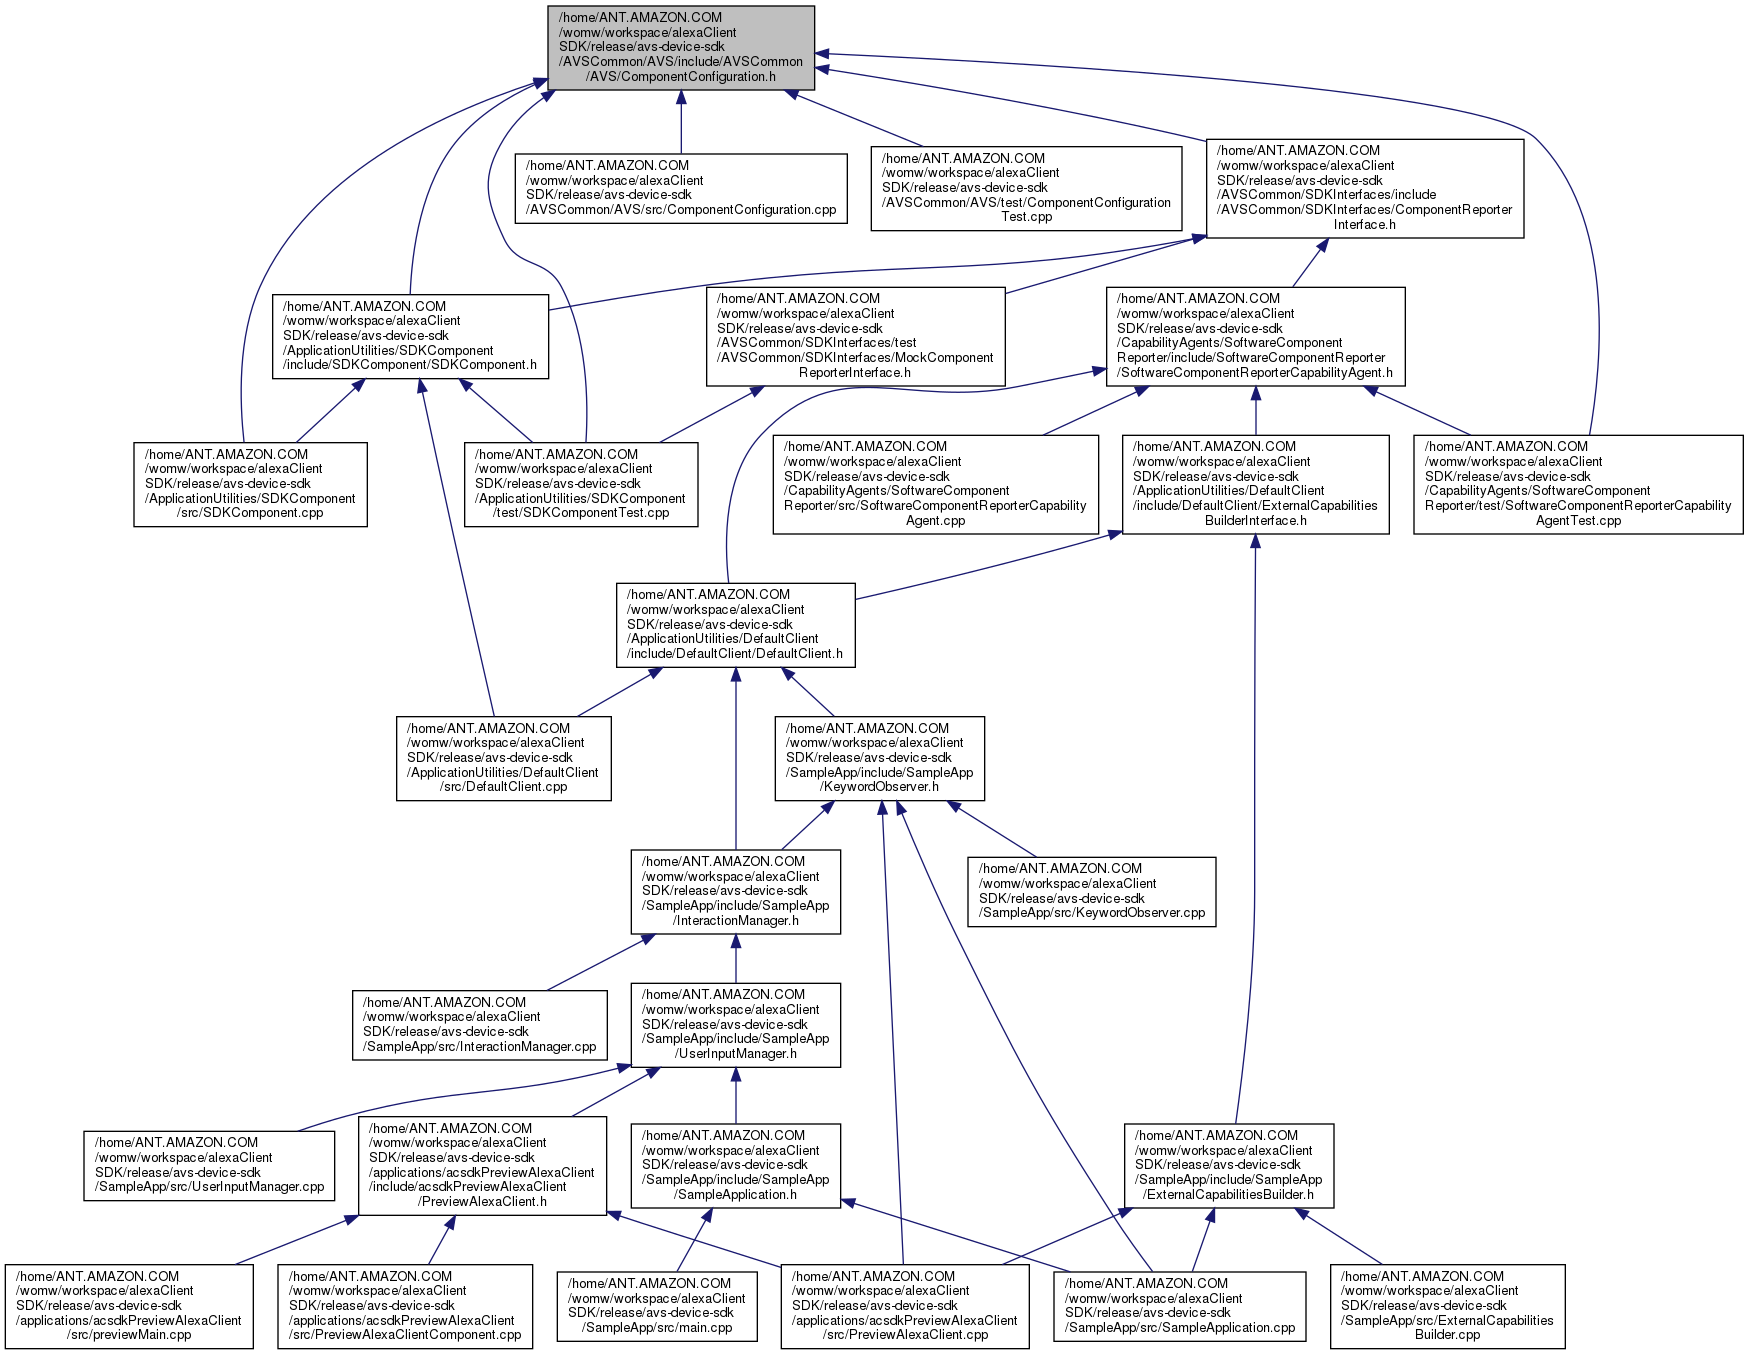 /home/ANT.AMAZON.COM
/womw/workspace/alexaClient
SDK/release/avs-device-sdk
/AVSCommon/AVS/include/AVSCommon
/AVS/ComponentConfiguration.h
/home/ANT.AMAZON.COM
/womw/workspace/alexaClient
SDK/release/avs-device-sdk
/AVSCommon/AVS/src/ComponentConfiguration.cpp
/home/ANT.AMAZON.COM
/womw/workspace/alexaClient
SDK/release/avs-device-sdk
/AVSCommon/AVS/test/ComponentConfiguration
Test.cpp
/home/ANT.AMAZON.COM
/womw/workspace/alexaClient
SDK/release/avs-device-sdk
/AVSCommon/SDKInterfaces/include
/AVSCommon/SDKInterfaces/ComponentReporter
Interface.h
/home/ANT.AMAZON.COM
/womw/workspace/alexaClient
SDK/release/avs-device-sdk
/ApplicationUtilities/SDKComponent
/include/SDKComponent/SDKComponent.h
/home/ANT.AMAZON.COM
/womw/workspace/alexaClient
SDK/release/avs-device-sdk
/AVSCommon/SDKInterfaces/test
/AVSCommon/SDKInterfaces/MockComponent
ReporterInterface.h
/home/ANT.AMAZON.COM
/womw/workspace/alexaClient
SDK/release/avs-device-sdk
/CapabilityAgents/SoftwareComponent
Reporter/include/SoftwareComponentReporter
/SoftwareComponentReporterCapabilityAgent.h
/home/ANT.AMAZON.COM
/womw/workspace/alexaClient
SDK/release/avs-device-sdk
/ApplicationUtilities/SDKComponent
/src/SDKComponent.cpp
/home/ANT.AMAZON.COM
/womw/workspace/alexaClient
SDK/release/avs-device-sdk
/ApplicationUtilities/SDKComponent
/test/SDKComponentTest.cpp
/home/ANT.AMAZON.COM
/womw/workspace/alexaClient
SDK/release/avs-device-sdk
/CapabilityAgents/SoftwareComponent
Reporter/src/SoftwareComponentReporterCapability
Agent.cpp
/home/ANT.AMAZON.COM
/womw/workspace/alexaClient
SDK/release/avs-device-sdk
/ApplicationUtilities/DefaultClient
/include/DefaultClient/ExternalCapabilities
BuilderInterface.h
/home/ANT.AMAZON.COM
/womw/workspace/alexaClient
SDK/release/avs-device-sdk
/CapabilityAgents/SoftwareComponent
Reporter/test/SoftwareComponentReporterCapability
AgentTest.cpp
/home/ANT.AMAZON.COM
/womw/workspace/alexaClient
SDK/release/avs-device-sdk
/ApplicationUtilities/DefaultClient
/include/DefaultClient/DefaultClient.h
/home/ANT.AMAZON.COM
/womw/workspace/alexaClient
SDK/release/avs-device-sdk
/ApplicationUtilities/DefaultClient
/src/DefaultClient.cpp
/home/ANT.AMAZON.COM
/womw/workspace/alexaClient
SDK/release/avs-device-sdk
/SampleApp/include/SampleApp
/KeywordObserver.h
/home/ANT.AMAZON.COM
/womw/workspace/alexaClient
SDK/release/avs-device-sdk
/SampleApp/include/SampleApp
/InteractionManager.h
/home/ANT.AMAZON.COM
/womw/workspace/alexaClient
SDK/release/avs-device-sdk
/SampleApp/src/KeywordObserver.cpp
/home/ANT.AMAZON.COM
/womw/workspace/alexaClient
SDK/release/avs-device-sdk
/SampleApp/src/InteractionManager.cpp
/home/ANT.AMAZON.COM
/womw/workspace/alexaClient
SDK/release/avs-device-sdk
/SampleApp/include/SampleApp
/UserInputManager.h
/home/ANT.AMAZON.COM
/womw/workspace/alexaClient
SDK/release/avs-device-sdk
/SampleApp/src/UserInputManager.cpp
/home/ANT.AMAZON.COM
/womw/workspace/alexaClient
SDK/release/avs-device-sdk
/applications/acsdkPreviewAlexaClient
/include/acsdkPreviewAlexaClient
/PreviewAlexaClient.h
/home/ANT.AMAZON.COM
/womw/workspace/alexaClient
SDK/release/avs-device-sdk
/SampleApp/include/SampleApp
/SampleApplication.h
/home/ANT.AMAZON.COM
/womw/workspace/alexaClient
SDK/release/avs-device-sdk
/SampleApp/include/SampleApp
/ExternalCapabilitiesBuilder.h
/home/ANT.AMAZON.COM
/womw/workspace/alexaClient
SDK/release/avs-device-sdk
/applications/acsdkPreviewAlexaClient
/src/previewMain.cpp
/home/ANT.AMAZON.COM
/womw/workspace/alexaClient
SDK/release/avs-device-sdk
/applications/acsdkPreviewAlexaClient
/src/PreviewAlexaClientComponent.cpp
/home/ANT.AMAZON.COM
/womw/workspace/alexaClient
SDK/release/avs-device-sdk
/SampleApp/src/main.cpp
/home/ANT.AMAZON.COM
/womw/workspace/alexaClient
SDK/release/avs-device-sdk
/applications/acsdkPreviewAlexaClient
/src/PreviewAlexaClient.cpp
/home/ANT.AMAZON.COM
/womw/workspace/alexaClient
SDK/release/avs-device-sdk
/SampleApp/src/SampleApplication.cpp
/home/ANT.AMAZON.COM
/womw/workspace/alexaClient
SDK/release/avs-device-sdk
/SampleApp/src/ExternalCapabilities
Builder.cpp